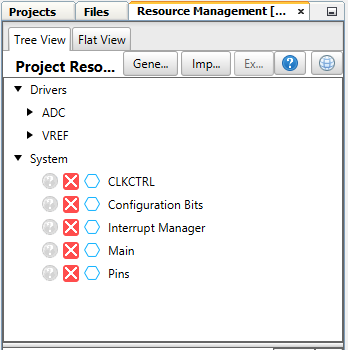 Projects Files Resource Management [... ×
Tree View Flat View
Project Reso... Gene... Imp... Ex... ?
Drivers
ADC
VREF
System
? CLKCTRL
? Configuration Bits
? Interrupt Manager
? Main
? Pins